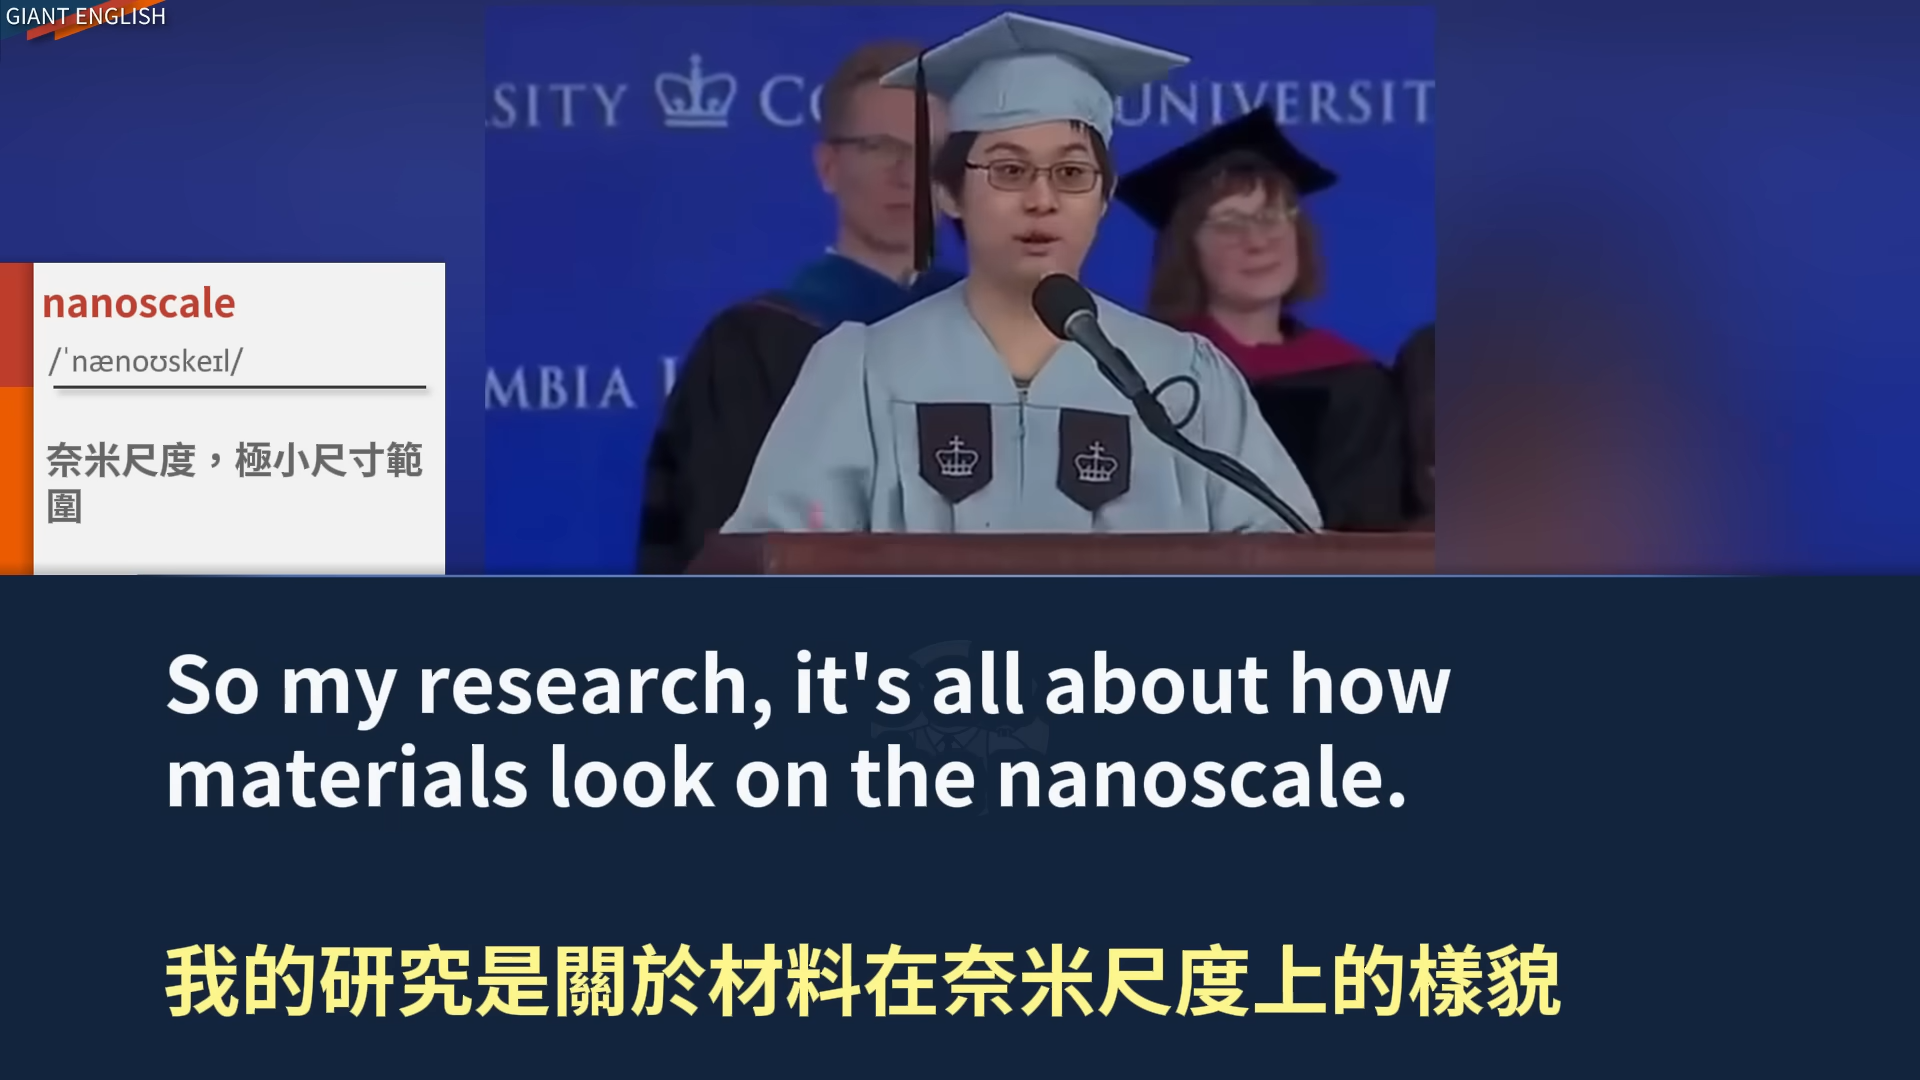 GIANT ENGLISH
SITY CO UNIVERSIT
nanoscale
/ˈnænoʊskeɪl/
MBIA
奈米尺度，極小尺寸範
圍
So my research, it's all about how
materials look on the nanoscale.
我的研究是關於材料在奈米尺度上的樣貌